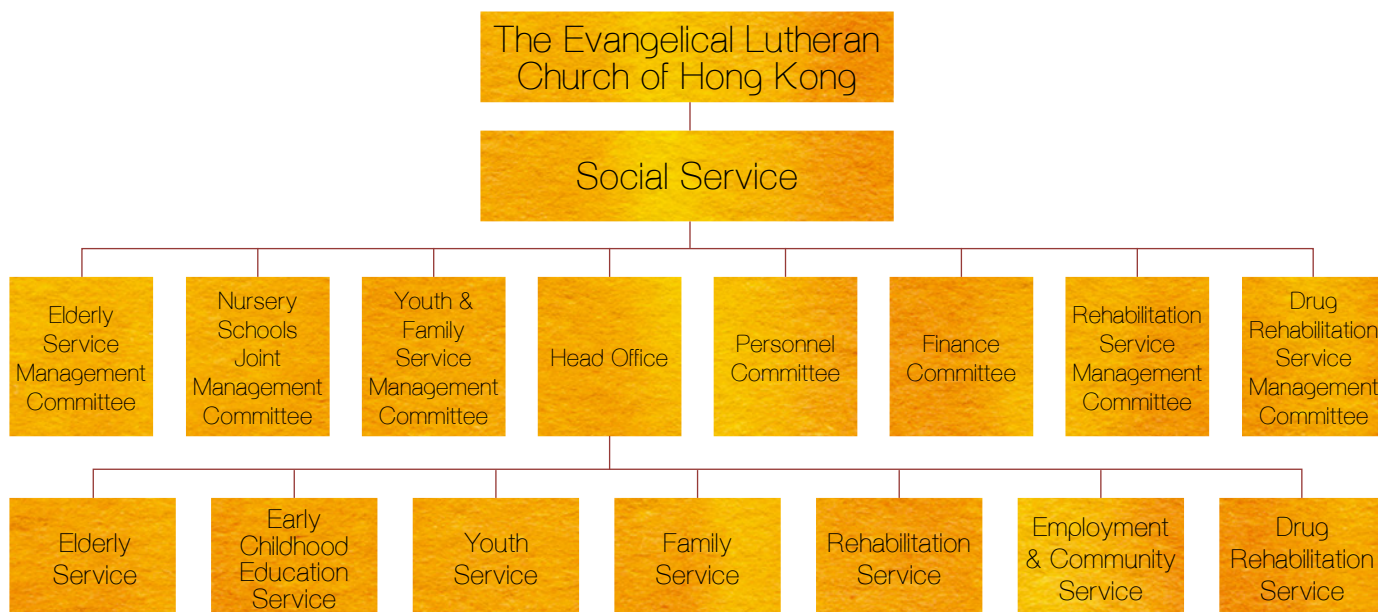 The Evangelical Lutheran
Church of Hong Kong
Social Service
Elderly
Service
Management
Committee
Nursery
Schools
Joint
Management
Committee
Youth &
Family
Service
Management
Committee
Head Office
Personnel
Committee
Finance
Committee
Rehabilitation
Service
Management
Committee
Drug
Rehabilitation
Service
Management
Committee
Elderly
Service
Early
Childhood
Education
Service
Youth
Service
Family
Service
Rehabilitation
Service
Employment
& Community
Service
Drug
Rehabilitation
Service